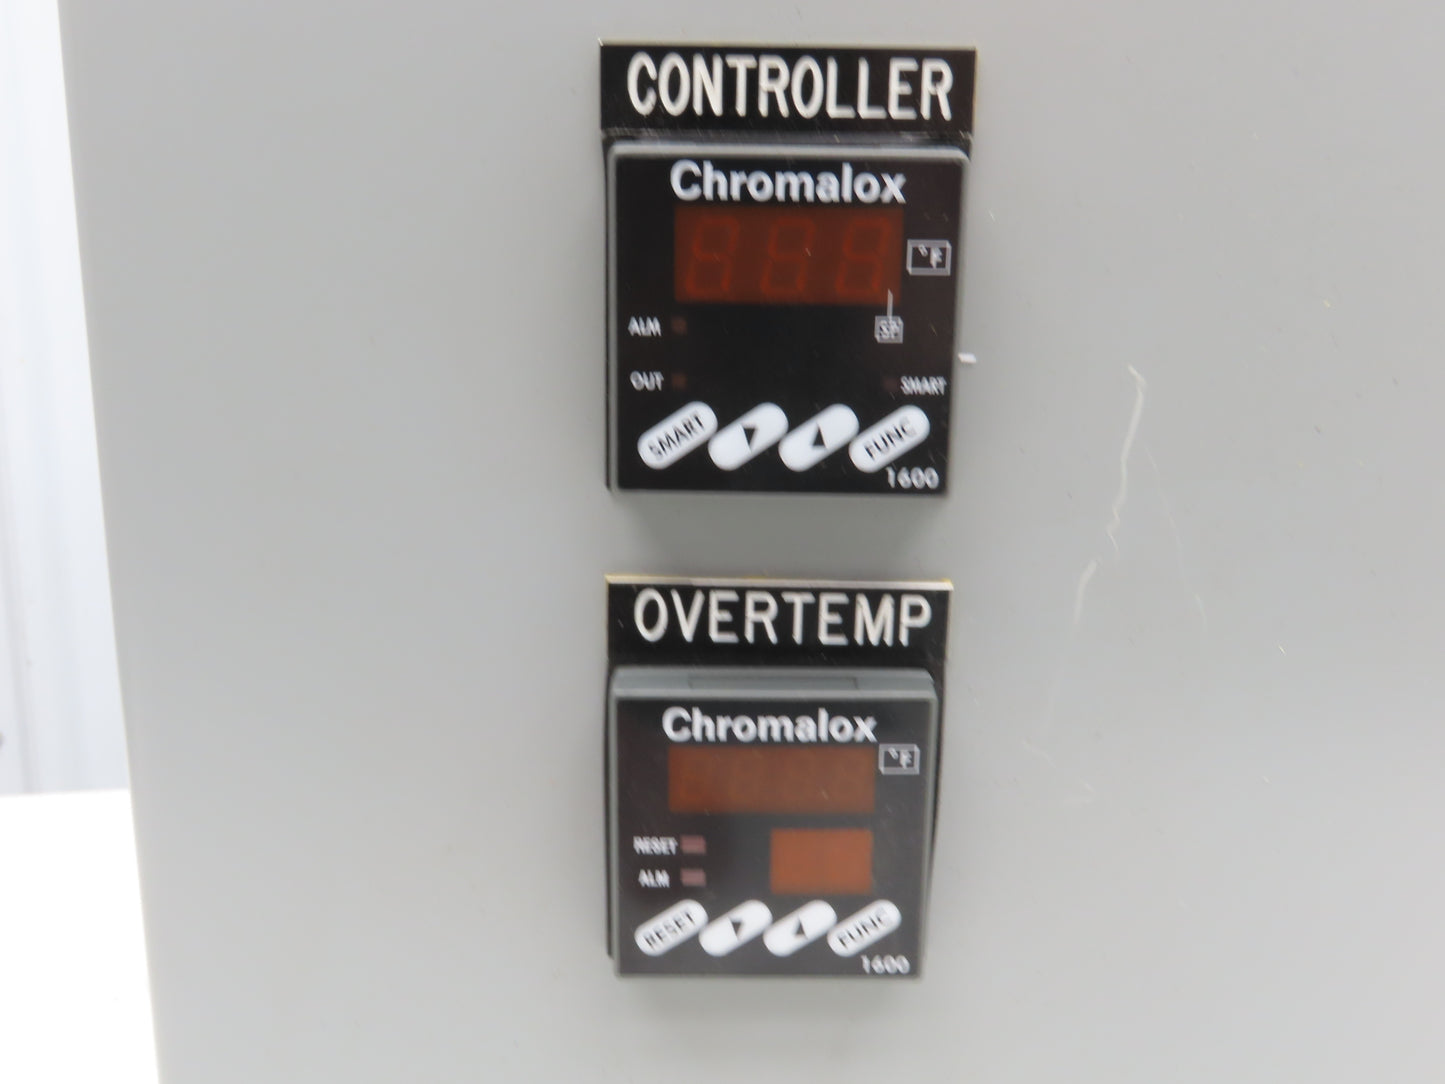 CONTROLLER
Chromalox
°F
ALM
SP
OUT
SMART
SMART
FUNC
1600
OVERTEMP
Chromalox
°F
RESET
ALM
RESET
FUNC
1600